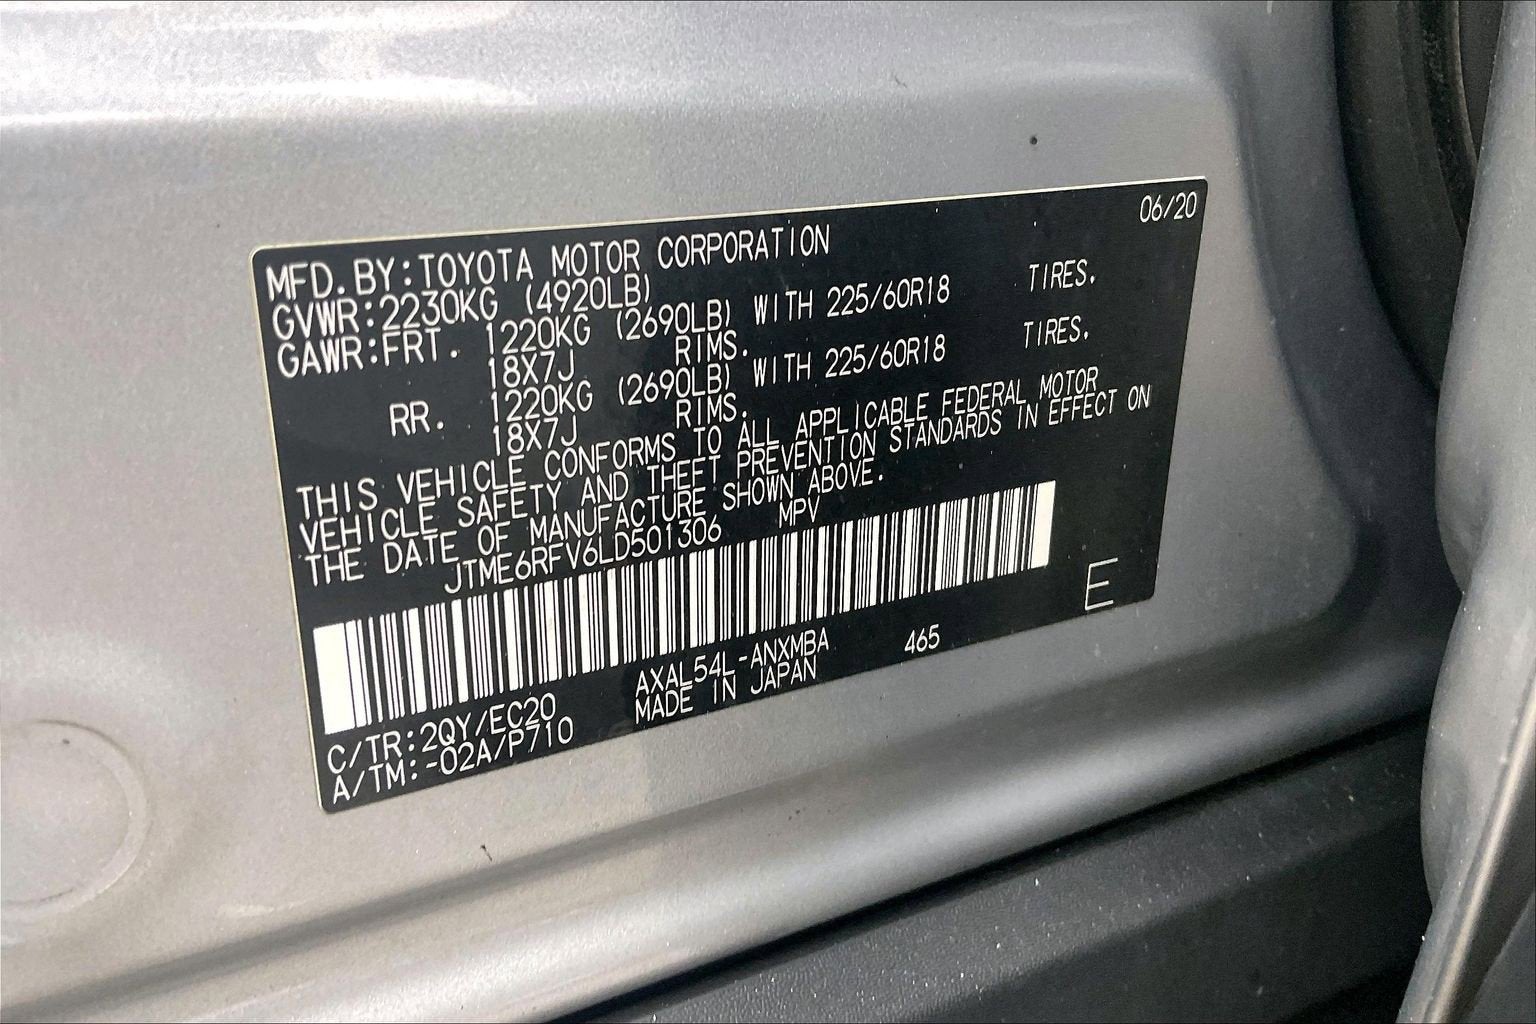 06/20
MFD.BY:TOYOTA MOTOR CORPORATION
GVWR:2230KG (4920LB)
GAWR:FRT. 1220KG (2690LB) WITH 225/60R18 TIRES.
18X7J RIMS.
RR. 1220KG (2690LB) WITH 225/60R18 TIRES.
18X7J RIMS.
THIS VEHICLE CONFORMS TO ALL APPLICABLE FEDERAL MOTOR
VEHICLE SAFETY AND THEFT PREVENTION STANDARDS IN EFFECT ON
THE DATE OF MANUFACTURE SHOWN ABOVE.
JTME6RFV6LD501306 MPV
E
C/TR:2QY/EC20 AXAL54L-ANXMBA 465
A/TM:-02A/P710 MADE IN JAPAN